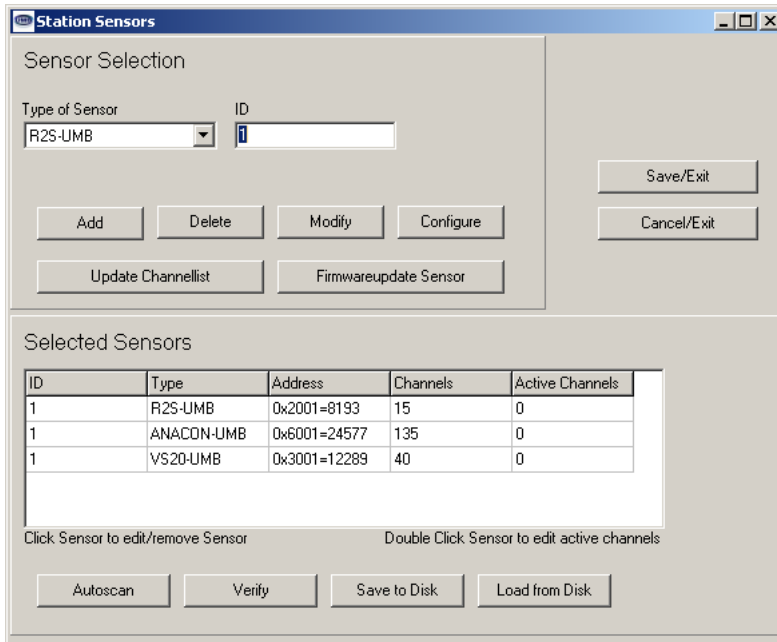 Station Sensors
Sensor Selection
Type of Sensor ID
R2S-UMB 1
Save/Exit
Add Delete Modify Configure Cancel/Exit
Update Channellist Firmwareupdate Sensor
Selected Sensors
ID Type Address Channels Active Channels
1 R2S-UMB 0x2001=8193 15 0
1 ANACON-UMB 0x6001=24577 135 0
1 VS20-UMB 0x3001=12289 40 0
Click Sensor to edit/remove Sensor Double Click Sensor to edit active channels
Autoscan Verify Save to Disk Load from Disk